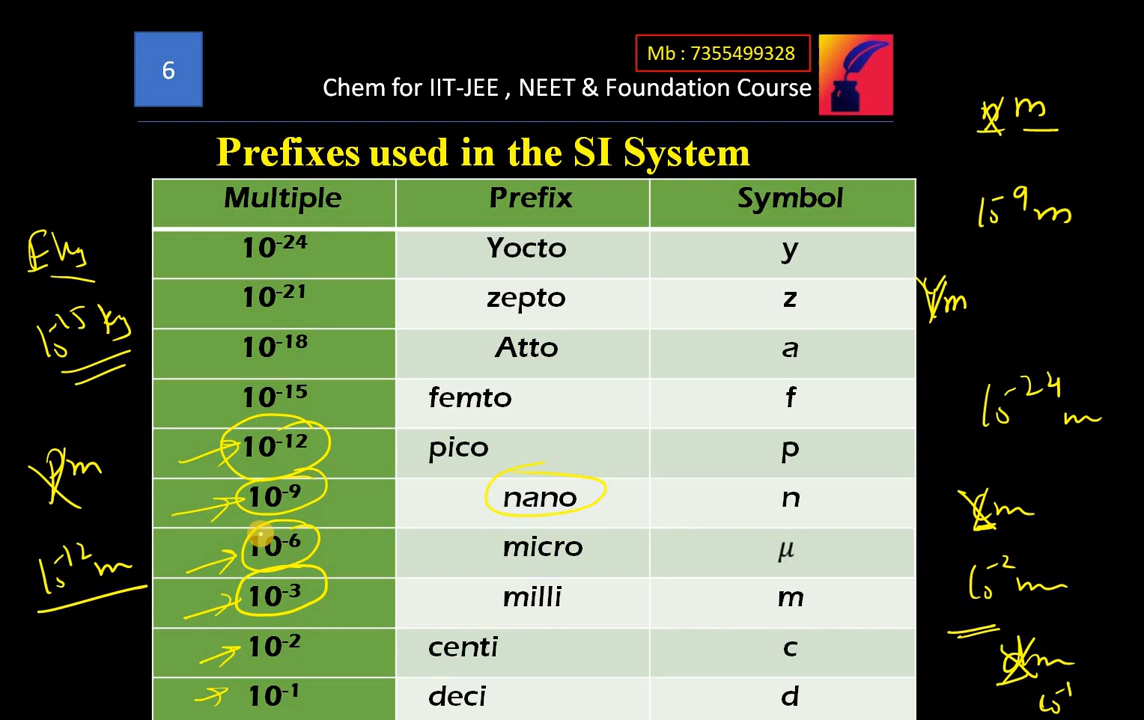 6
Mb : 7355499328
Chem for IIT-JEE , NEET & Foundation Course
Prefixes used in the SI System
Multiple Prefix Symbol
10⁻²⁴ Yocto y
10⁻²¹ zepto z
10⁻¹⁸ Atto a
10⁻¹⁵ femto f
10⁻¹² pico p
10⁻⁹ nano n
10⁻⁶ micro μ
10⁻³ milli m
10⁻² centi c
10⁻¹ deci d
kg
10⁻¹⁵ kg
m
10⁻¹² m
m
10⁻⁹ m
m
10⁻²⁴ m
m
10⁻² m
m
10⁻¹